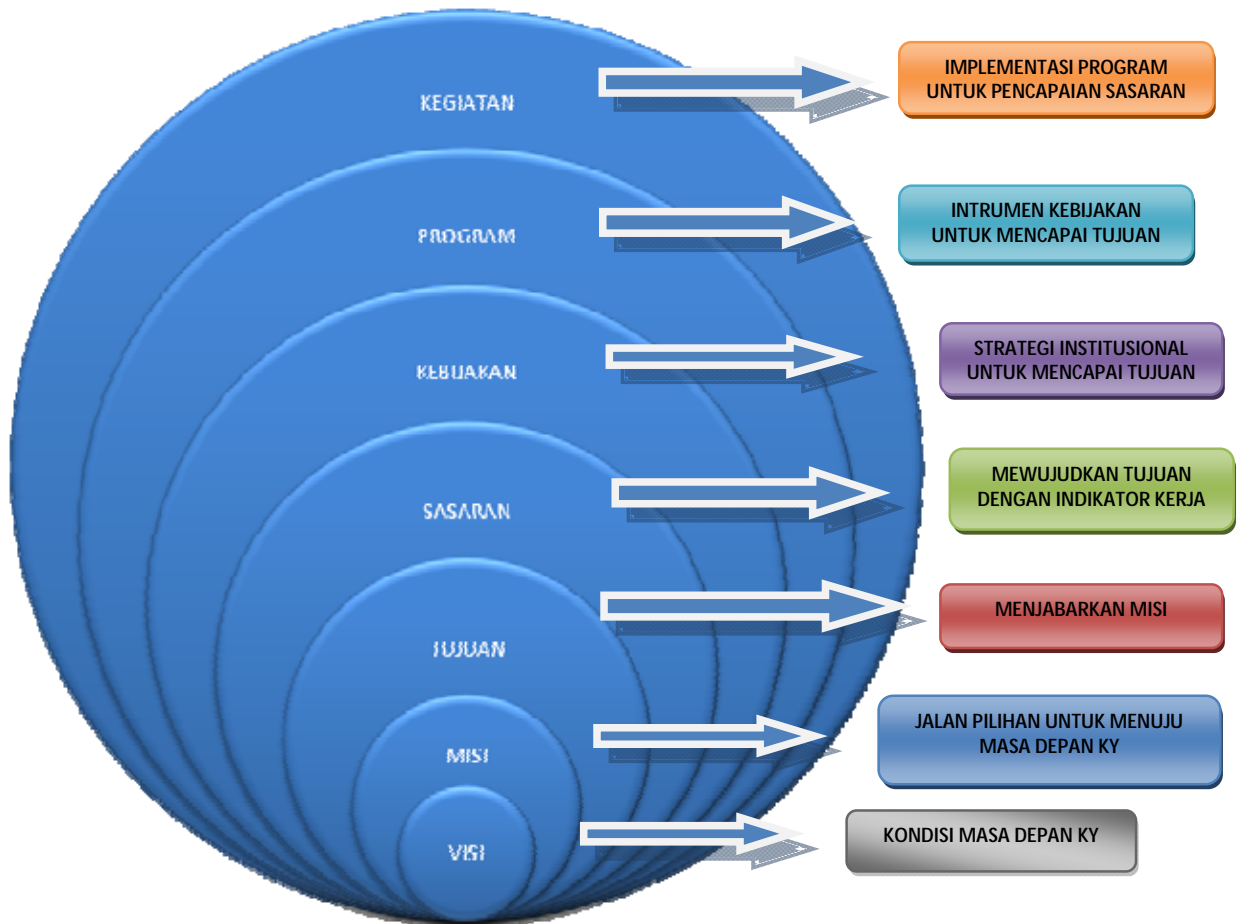 KEGIATAN
IMPLEMENTASI PROGRAM
UNTUK PENCAPAIAN SASARAN
PROGRAM
INTRUMEN KEBIJAKAN
UNTUK MENCAPAI TUJUAN
KEBIJAKAN
STRATEGI INSTITUSIONAL
UNTUK MENCAPAI TUJUAN
SASARAN
MEWUJUDKAN TUJUAN
DENGAN INDIKATOR KERJA
TUJUAN
MENJABARKAN MISI
MISI
JALAN PILIHAN UNTUK MENUJU
MASA DEPAN KY
VISI
KONDISI MASA DEPAN KY